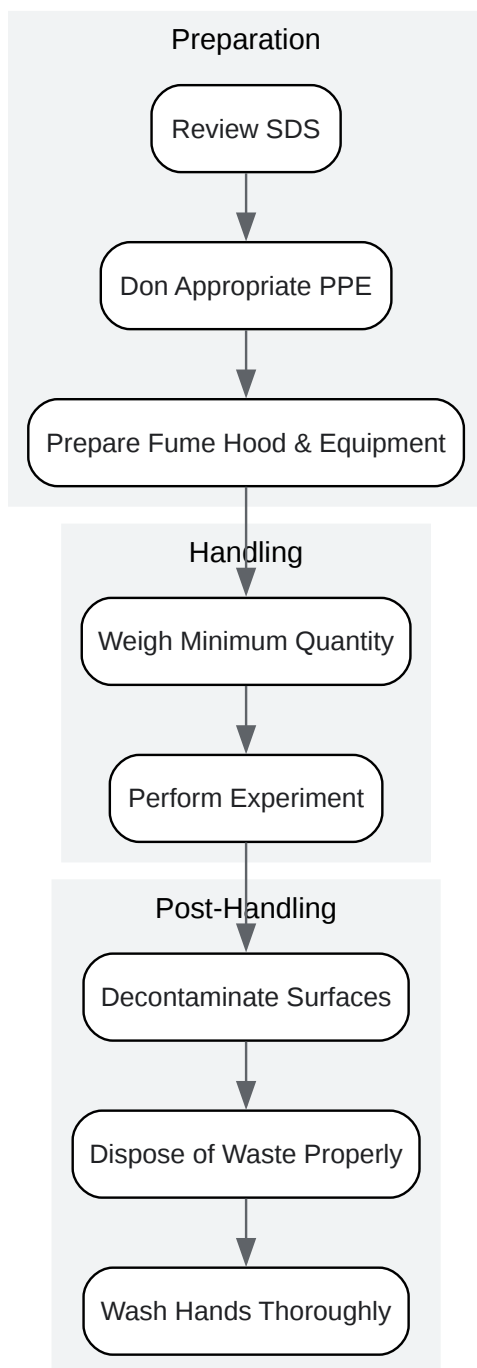 Preparation
Review SDS
Don Appropriate PPE
Prepare Fume Hood & Equipment
Handling
Weigh Minimum Quantity
Perform Experiment
Post-Handling
Decontaminate Surfaces
Dispose of Waste Properly
Wash Hands Thoroughly